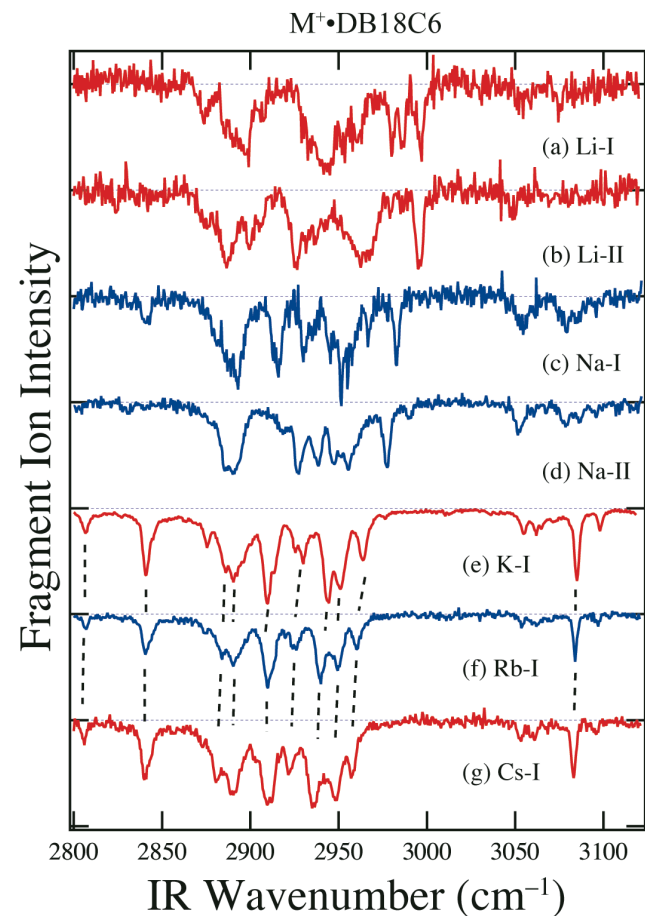 M⁺•DB18C6
Fragment Ion Intensity
(a) Li-I
(b) Li-II
(c) Na-I
(d) Na-II
(e) K-I
(f) Rb-I
(g) Cs-I
2800 2850 2900 2950 3000 3050 3100
IR Wavenumber (cm⁻¹)